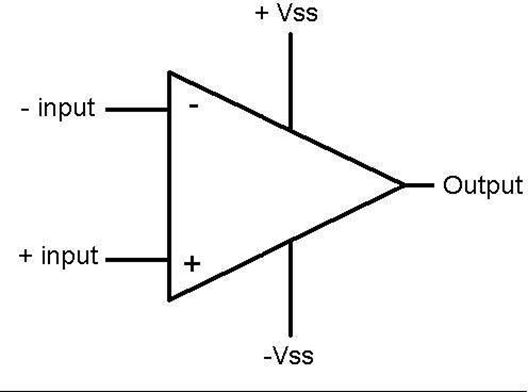 + Vss
- input
-
Output
+ input
+
-Vss